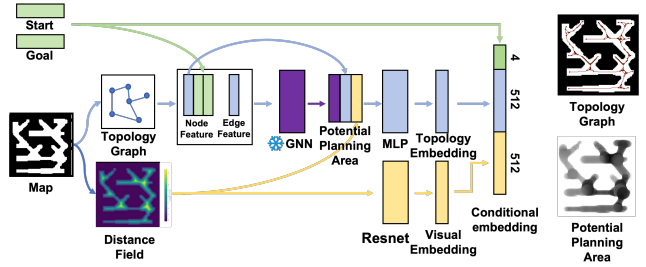 Start
Goal
Map
Topology
Graph
Distance
Field
Node
Feature
Edge
Feature
GNN
Potential
Planning
Area
MLP
Topology
Embedding
Resnet
Visual
Embedding
4
512
512
Conditional
embedding
Topology
Graph
Potential
Planning
Area